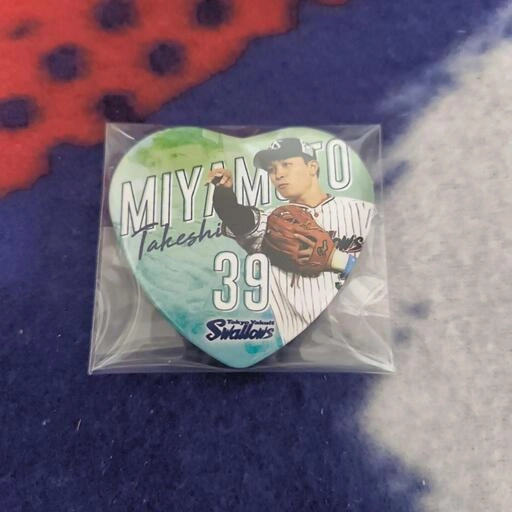 MIYAMOTO
Takeshi
39
Tokyo Yakult
Swallows